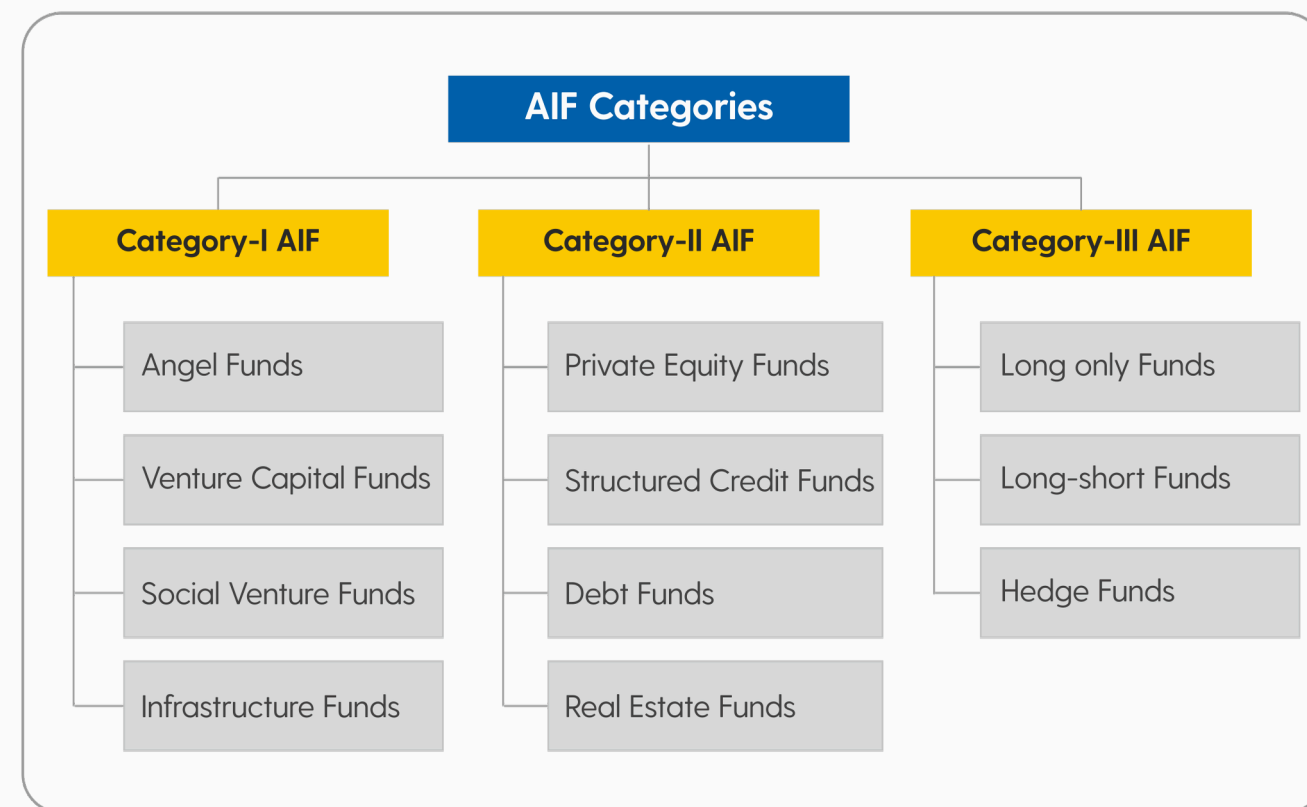 AIF Categories
Category-I AIF
Angel Funds
Venture Capital Funds
Social Venture Funds
Infrastructure Funds
Category-II AIF
Private Equity Funds
Structured Credit Funds
Debt Funds
Real Estate Funds
Category-III AIF
Long only Funds
Long-short Funds
Hedge Funds